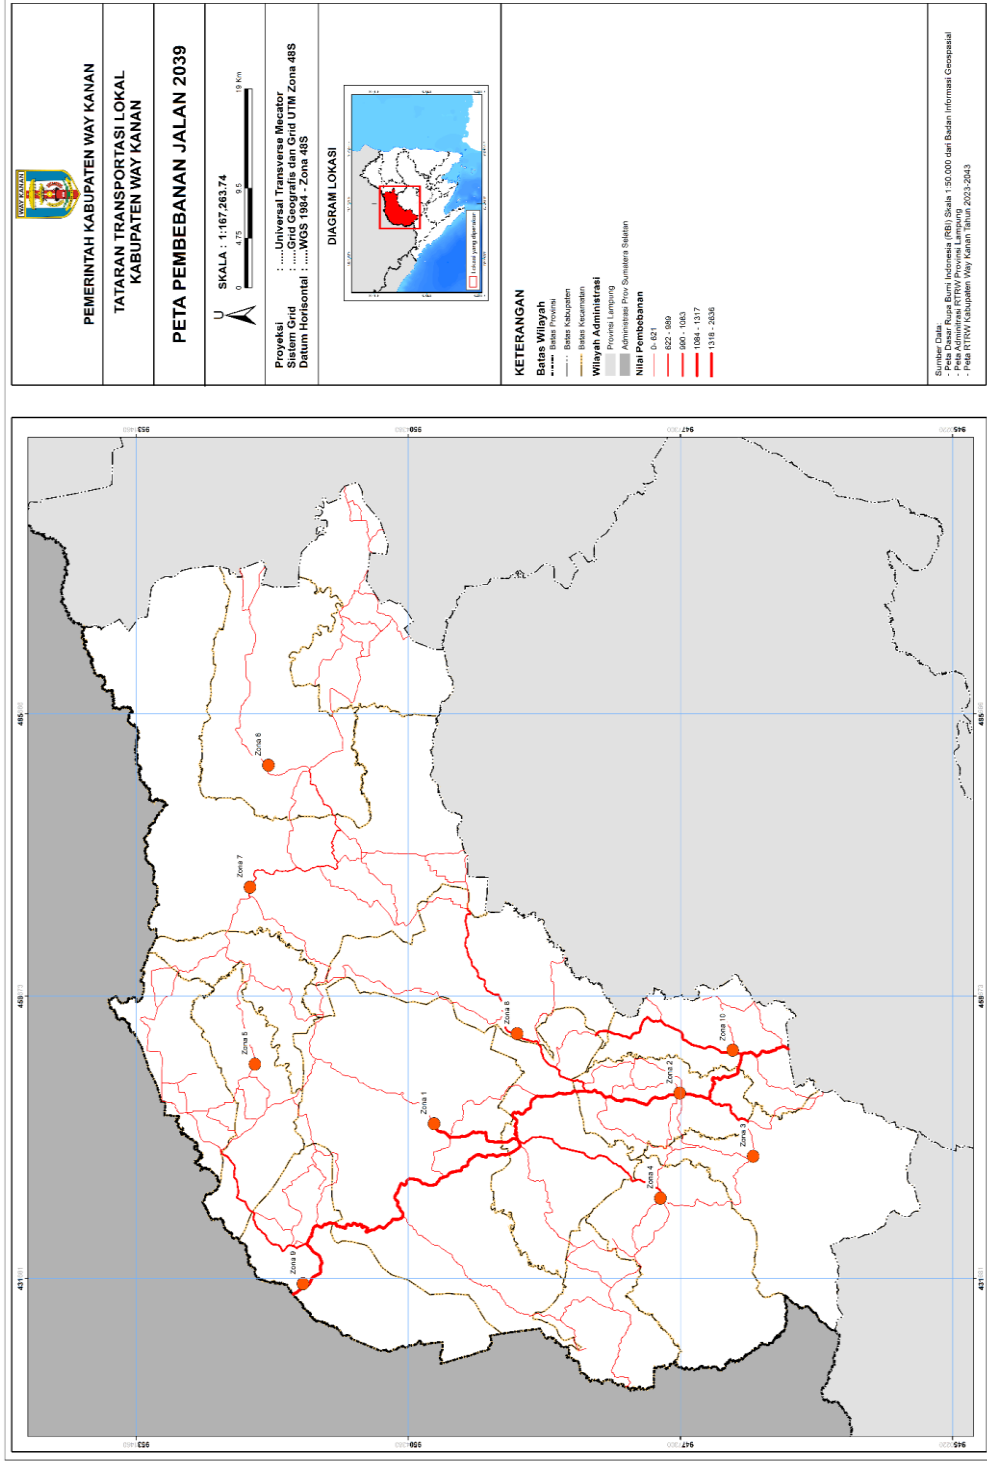 WAY KANAN
PEMERINTAH KABUPATEN WAY KANAN
TATARAN TRANSPORTASI LOKAL
KABUPATEN WAY KANAN
PETA PEMBEBANAN JALAN 2039
U
SKALA : 1:167,263.74
0
4.75
9.5
19 Km
Proyeksi : .....Universal Transverse Mecator
Sistem Grid : .....Grid Geografis dan Grid UTM Zona 48S
Datum Horisontal : .....WGS 1984 - Zona 48S
DIAGRAM LOKASI
Lokasi yang dipetakan
KETERANGAN
Batas Wilayah
Batas Provinsi
Batas Kabupaten
Batas Kecamatan
Wilayah Administrasi
Provinsi Lampung
Administrasi Prov Sumatera Selatan
Nilai Pembebanan
0- 621
622 - 989
990 - 1083
1084 - 1317
1318 - 2636
Sumber Data:
- Peta Dasar Rupa Bumi Indonesia (RBI) Skala 1:50.000 dari Badan Informasi Geospasial
- Peta Adminitrasi RTRW Provinsi Lampung
- Peta RTRW Kabupaten Way Kanan Tahun 2023-2043
Zona 1
Zona 2
Zona 3
Zona 4
Zona 5
Zona 6
Zona 7
Zona 8
Zona 9
Zona 10